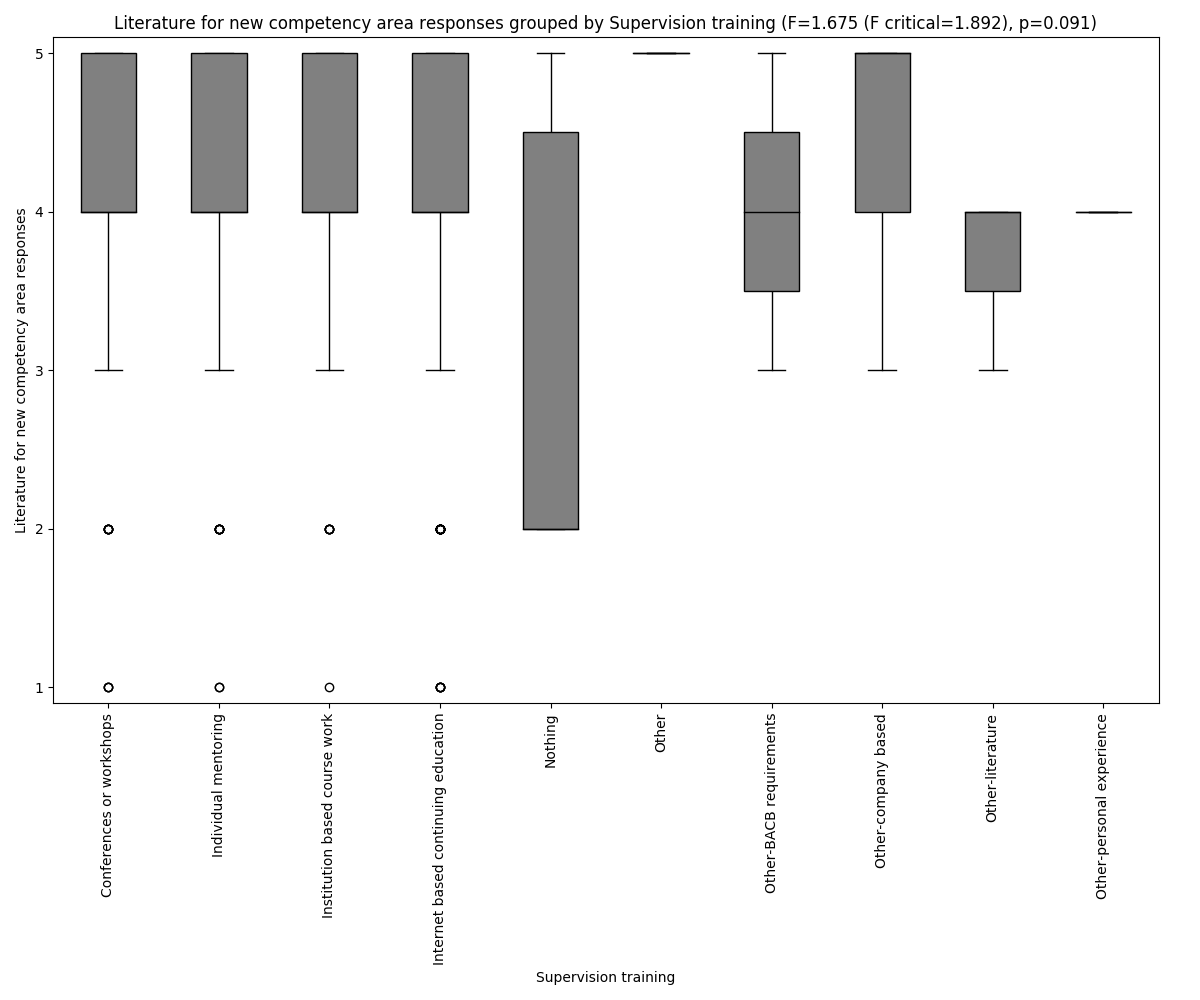 Literature for new competency area responses grouped by Supervision training (F=1.675 (F critical=1.892), p=0.091)
Literature for new competency area responses
5
4
3
2
1
Conferences or workshops
Individual mentoring
Institution based course work
Internet based continuing education
Nothing
Other
Other-BACB requirements
Other-company based
Other-literature
Other-personal experience
Supervision training